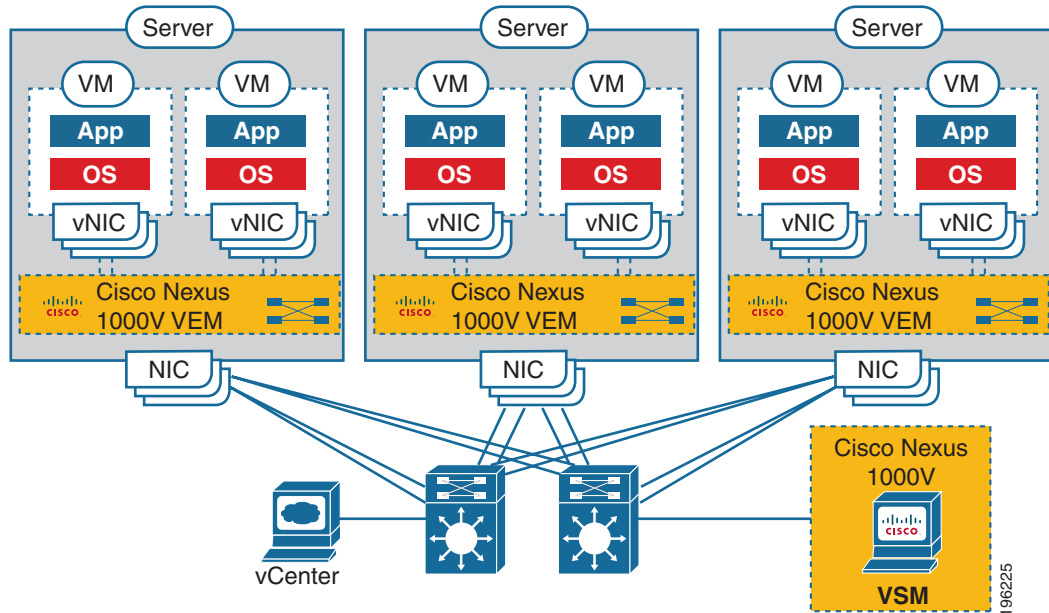 Server
Server
Server
VM
VM
VM
VM
VM
VM
App
App
App
App
App
App
OS
OS
OS
OS
OS
OS
vNIC
vNIC
vNIC
vNIC
vNIC
vNIC
CISCO
Cisco Nexus
1000V VEM
CISCO
Cisco Nexus
1000V VEM
CISCO
Cisco Nexus
1000V VEM
NIC
NIC
NIC
Cisco Nexus
1000V
CISCO
VSM
vCenter
196225